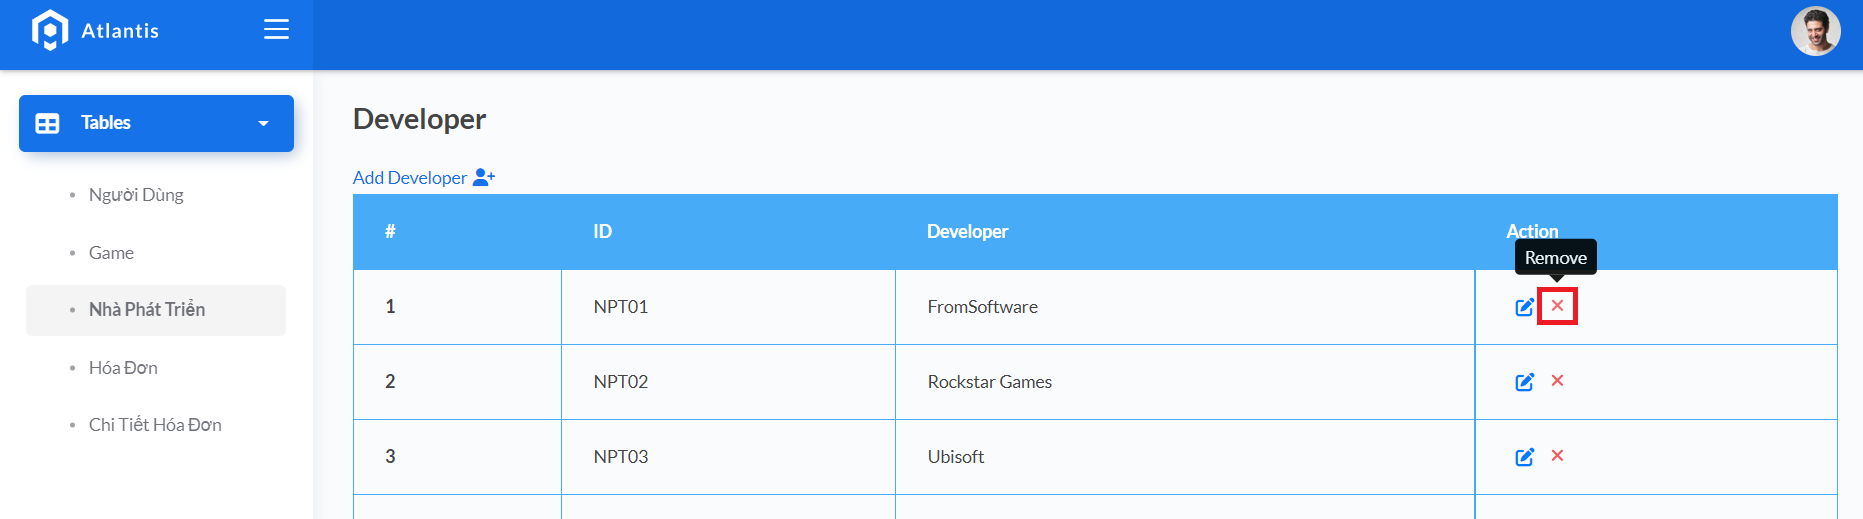 Atlantis
Tables
Người Dùng
Game
Nhà Phát Triển
Hóa Đơn
Chi Tiết Hóa Đơn
Developer
Add Developer
# ID Developer Action
Remove
1 NPT01 FromSoftware
2 NPT02 Rockstar Games
3 NPT03 Ubisoft